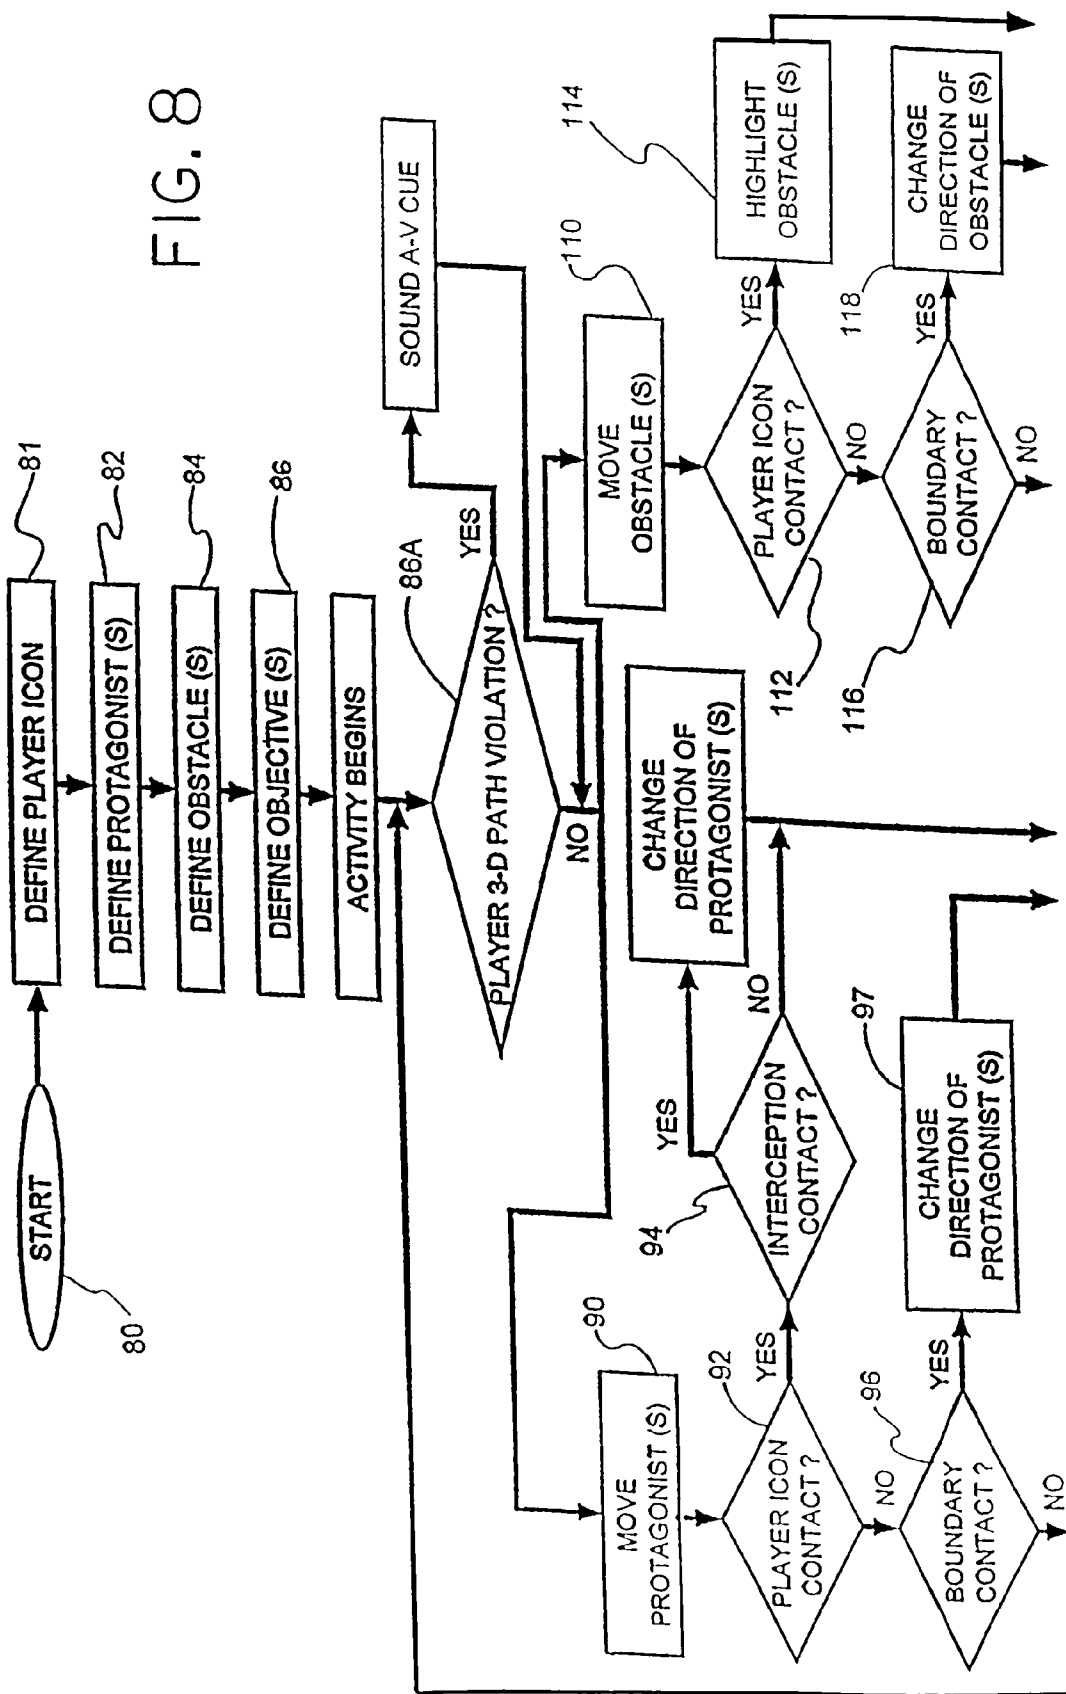 FIG. 8
START
80
DEFINE PLAYER ICON
81
DEFINE PROTAGONIST (S)
82
DEFINE OBSTACLE (S)
84
DEFINE OBJECTIVE (S)
86
ACTIVITY BEGINS
PLAYER 3-D PATH VIOLATION ?
86A
YES
SOUND A-V CUE
NO
MOVE
PROTAGONIST (S)
90
PLAYER ICON
CONTACT ?
92
YES
NO
INTERCEPTION
CONTACT ?
94
YES
NO
CHANGE
DIRECTION OF
PROTAGONIST (S)
BOUNDARY
CONTACT ?
96
YES
NO
CHANGE
DIRECTION OF
PROTAGONIST (S)
97
MOVE
OBSTACLE (S)
110
PLAYER ICON
CONTACT ?
112
YES
NO
HIGHLIGHT
OBSTACLE (S)
114
BOUNDARY
CONTACT ?
116
YES
NO
CHANGE
DIRECTION OF
OBSTACLE (S)
118